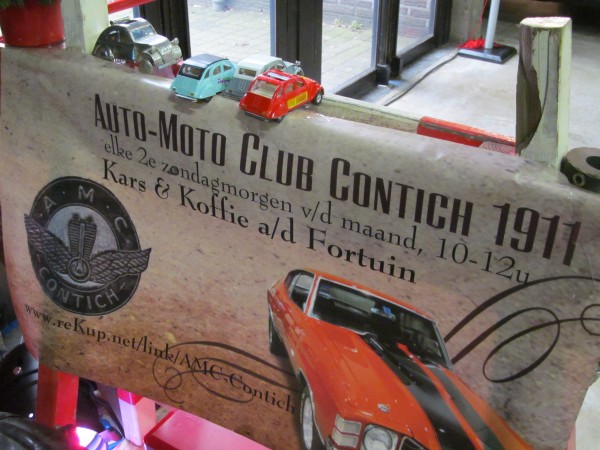 AUTO-MOTO CLUB CONTICH 1911
elke 2e zondagmorgen v/d maand, 10-12u
Kars & Koffie a/d Fortuin
A·M·C
CONTICH
www.reKup.net/link/AMC-Contich